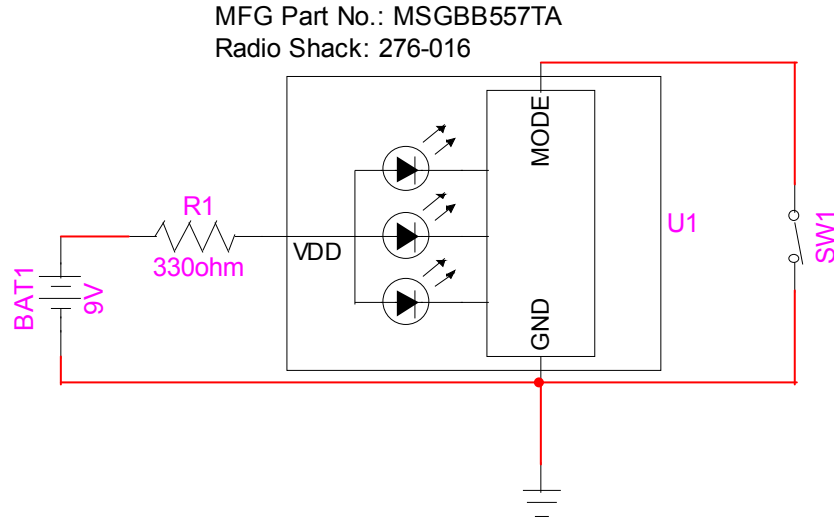 MFG Part No.: MSGBB557TA
Radio Shack: 276-016
MODE
R1
U1
SW1
VDD
330ohm
BAT1
9V
GND